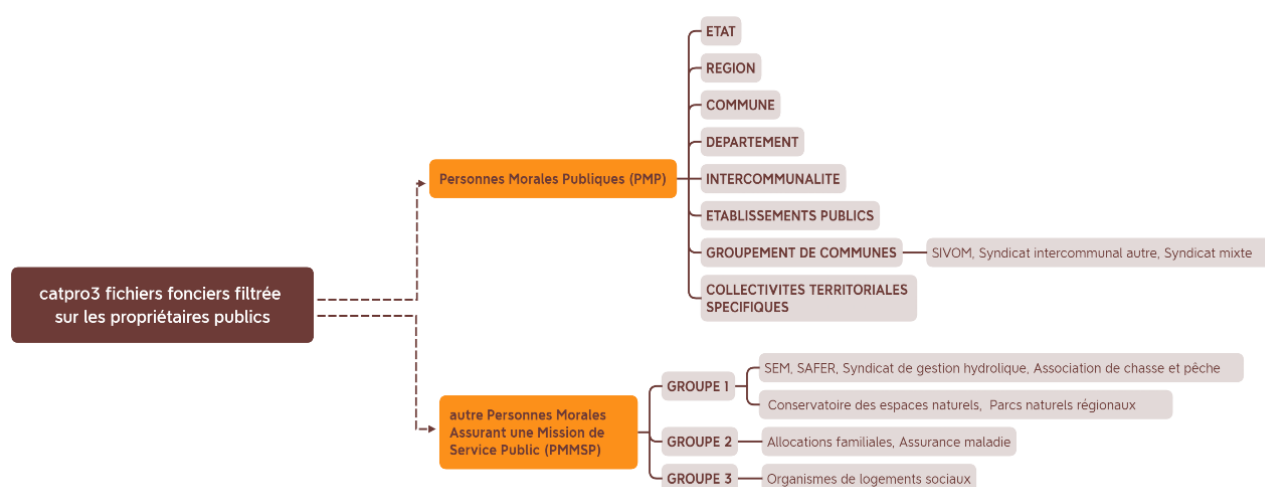 catpro3 fichiers fonciers filtrée
sur les propriétaires publics
Personnes Morales Publiques (PMP)
ETAT
REGION
COMMUNE
DEPARTEMENT
INTERCOMMUNALITE
ETABLISSEMENTS PUBLICS
GROUPEMENT DE COMMUNES
SIVOM, Syndicat intercommunal autre, Syndicat mixte
COLLECTIVITES TERRITORIALES
SPECIFIQUES
autre Personnes Morales
Assurant une Mission de
Service Public (PMMSP)
GROUPE 1
SEM, SAFER, Syndicat de gestion hydrolique, Association de chasse et pêche
Conservatoire des espaces naturels, Parcs naturels régionaux
GROUPE 2
Allocations familiales, Assurance maladie
GROUPE 3
Organismes de logements sociaux